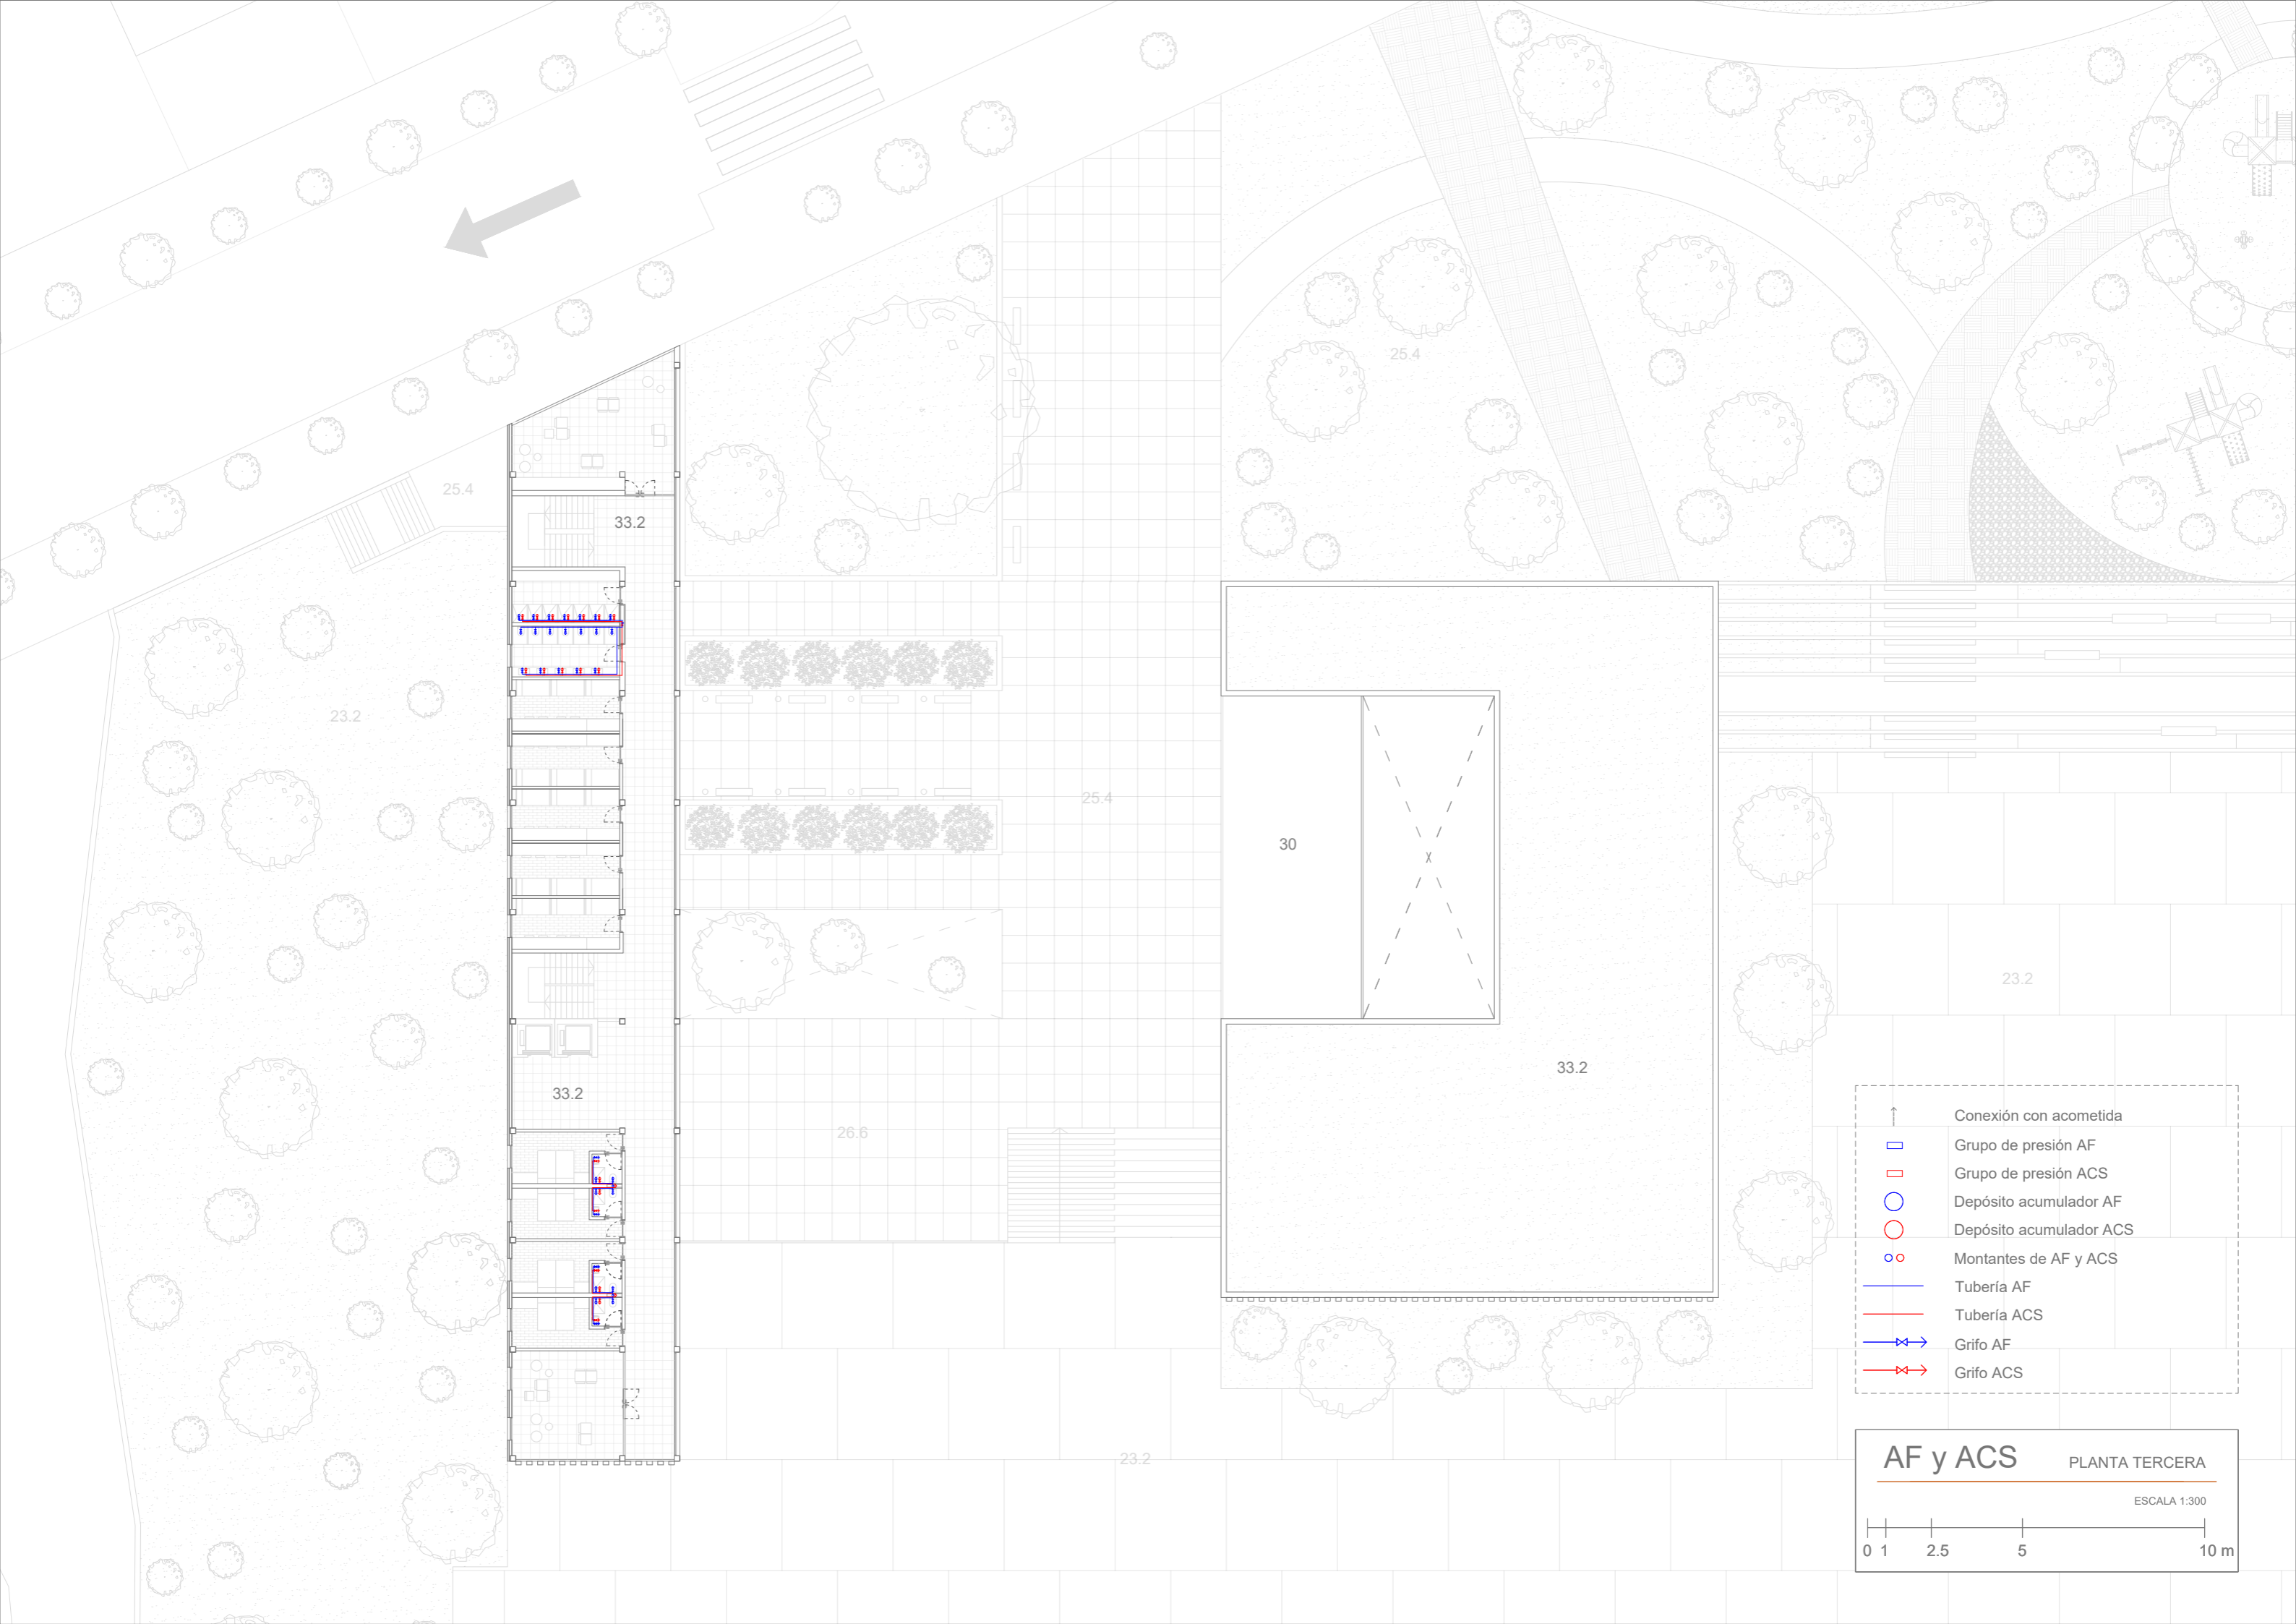 25.4
25.4
33.2
23.2
25.4
30
23.2
33.2
33.2
26.6
23.2
Conexión con acometida
Grupo de presión AF
Grupo de presión ACS
Depósito acumulador AF
Depósito acumulador ACS
Montantes de AF y ACS
Tubería AF
Tubería ACS
Grifo AF
Grifo ACS
AF y ACS PLANTA TERCERA
ESCALA 1:300
0 1 2.5 5 10 m